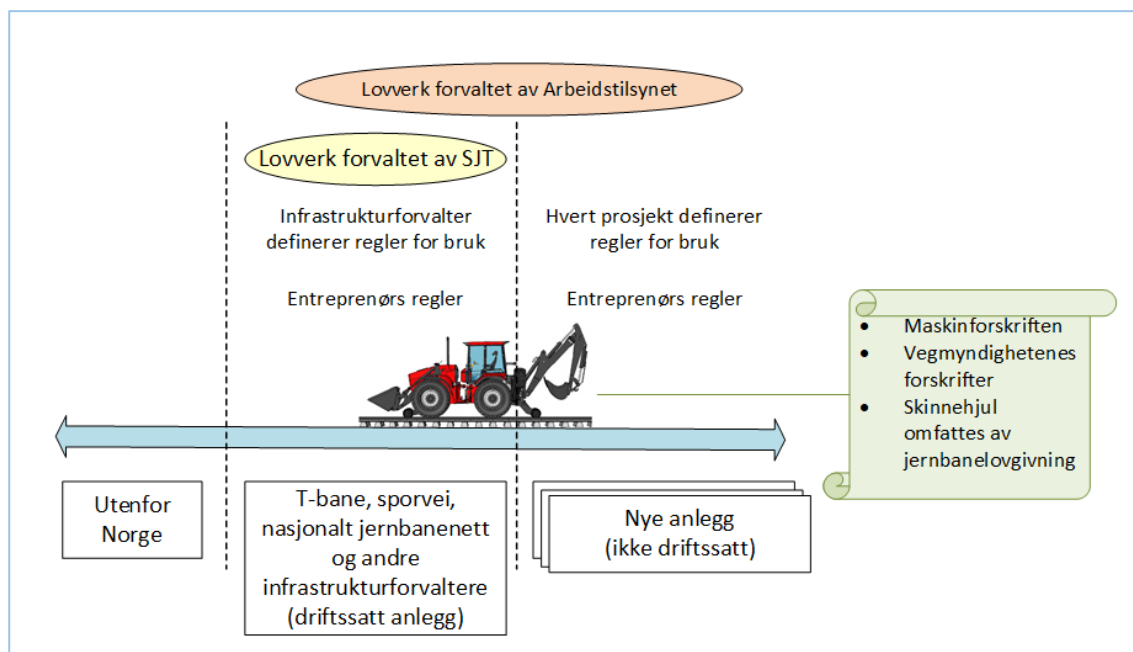 Lovverk forvaltet av Arbeidstilsynet
Lovverk forvaltet av SJT
Infrastrukturforvalter
definerer regler for bruk
Hvert prosjekt definerer
regler for bruk
Entreprenørs regler
Entreprenørs regler
• Maskinforskriften
• Vegmyndighetenes
forskrifter
• Skinnehjul
omfattes av
jernbanelovgivning
Utenfor
Norge
T-bane, sporvei,
nasjonalt jernbanenett
og andre
infrastrukturforvaltere
(driftssatt anlegg)
Nye anlegg
(ikke driftssatt)